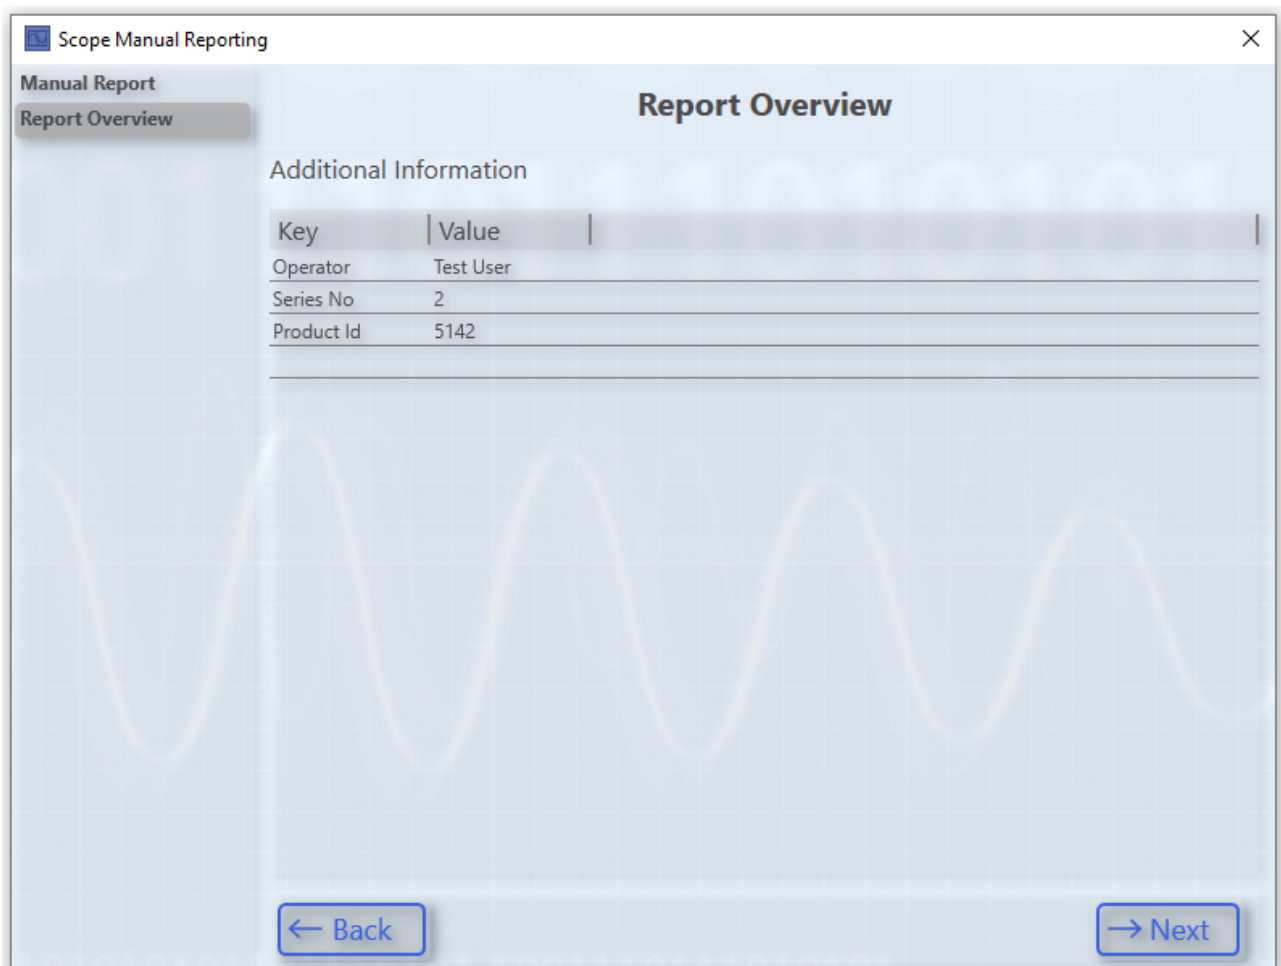 Scope Manual Reporting
Manual Report
Report Overview
Report Overview
Additional Information
Key Value
Operator Test User
Series No 2
Product Id 5142
← Back
→ Next